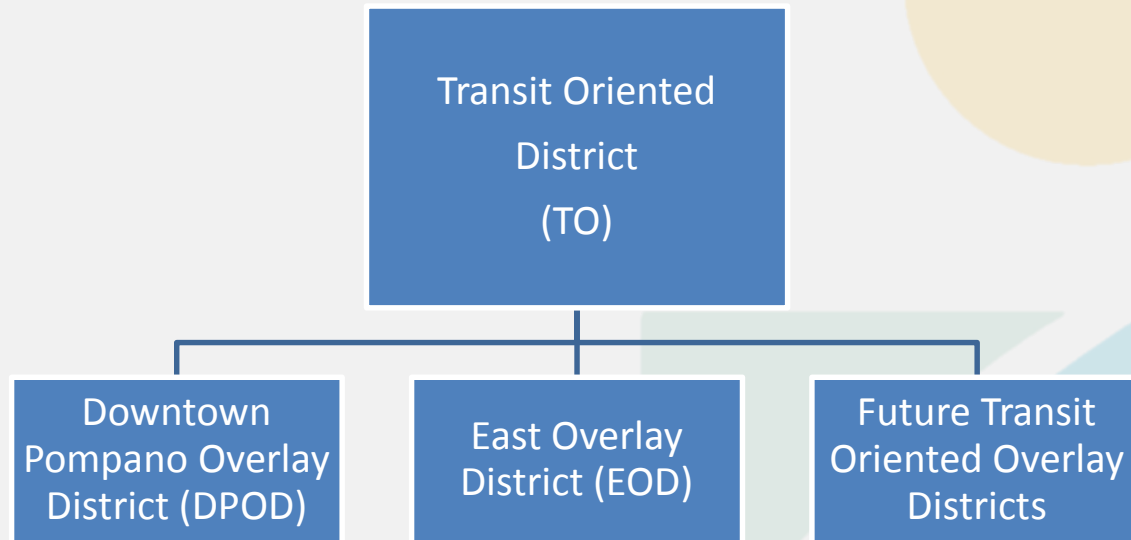 Transit Oriented
District
(TO)
Downtown
Pompano Overlay
District (DPOD)
East Overlay
District (EOD)
Future Transit
Oriented Overlay
Districts